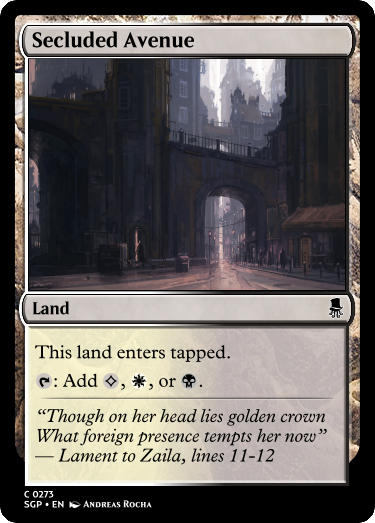 Secluded Avenue
Land
This land enters tapped.
: Add , , or .
“Though on her head lies golden crown
What foreign presence tempts her now”
— Lament to Zaila, lines 11-12
C 0273
SGP • EN Andreas Rocha